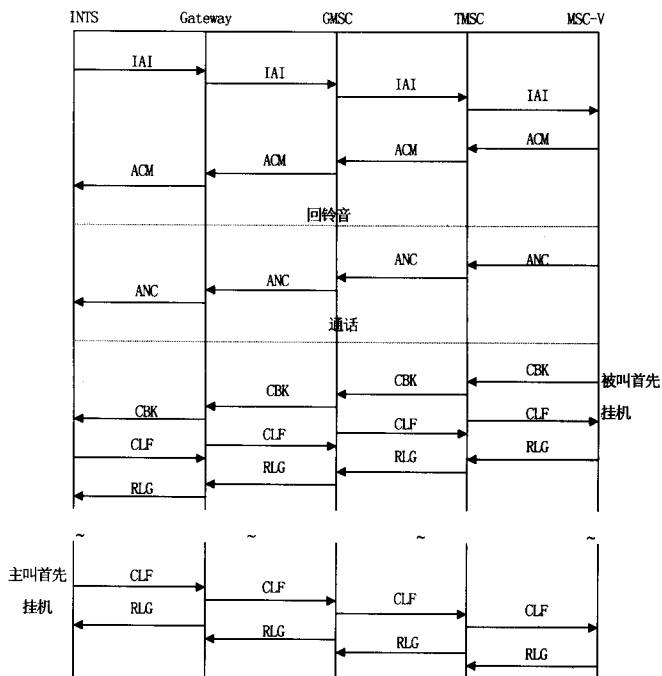 INTS Gateway GMSC TMSC MSC-V
IAI
IAI
IAI
IAI
ACM
ACM
ACM
ACM
回铃音
ANC
ANC
ANC
ANC
通话
CBK 被叫首先
CBK
CBK
CBK
CLF 挂机
CLF
CLF
CLF
RLG
RLG
RLG
RLG
~ ~ ~ ~
主叫首先 CLF
CLF
CLF
CLF
挂机 RLG
RLG
RLG
RLG